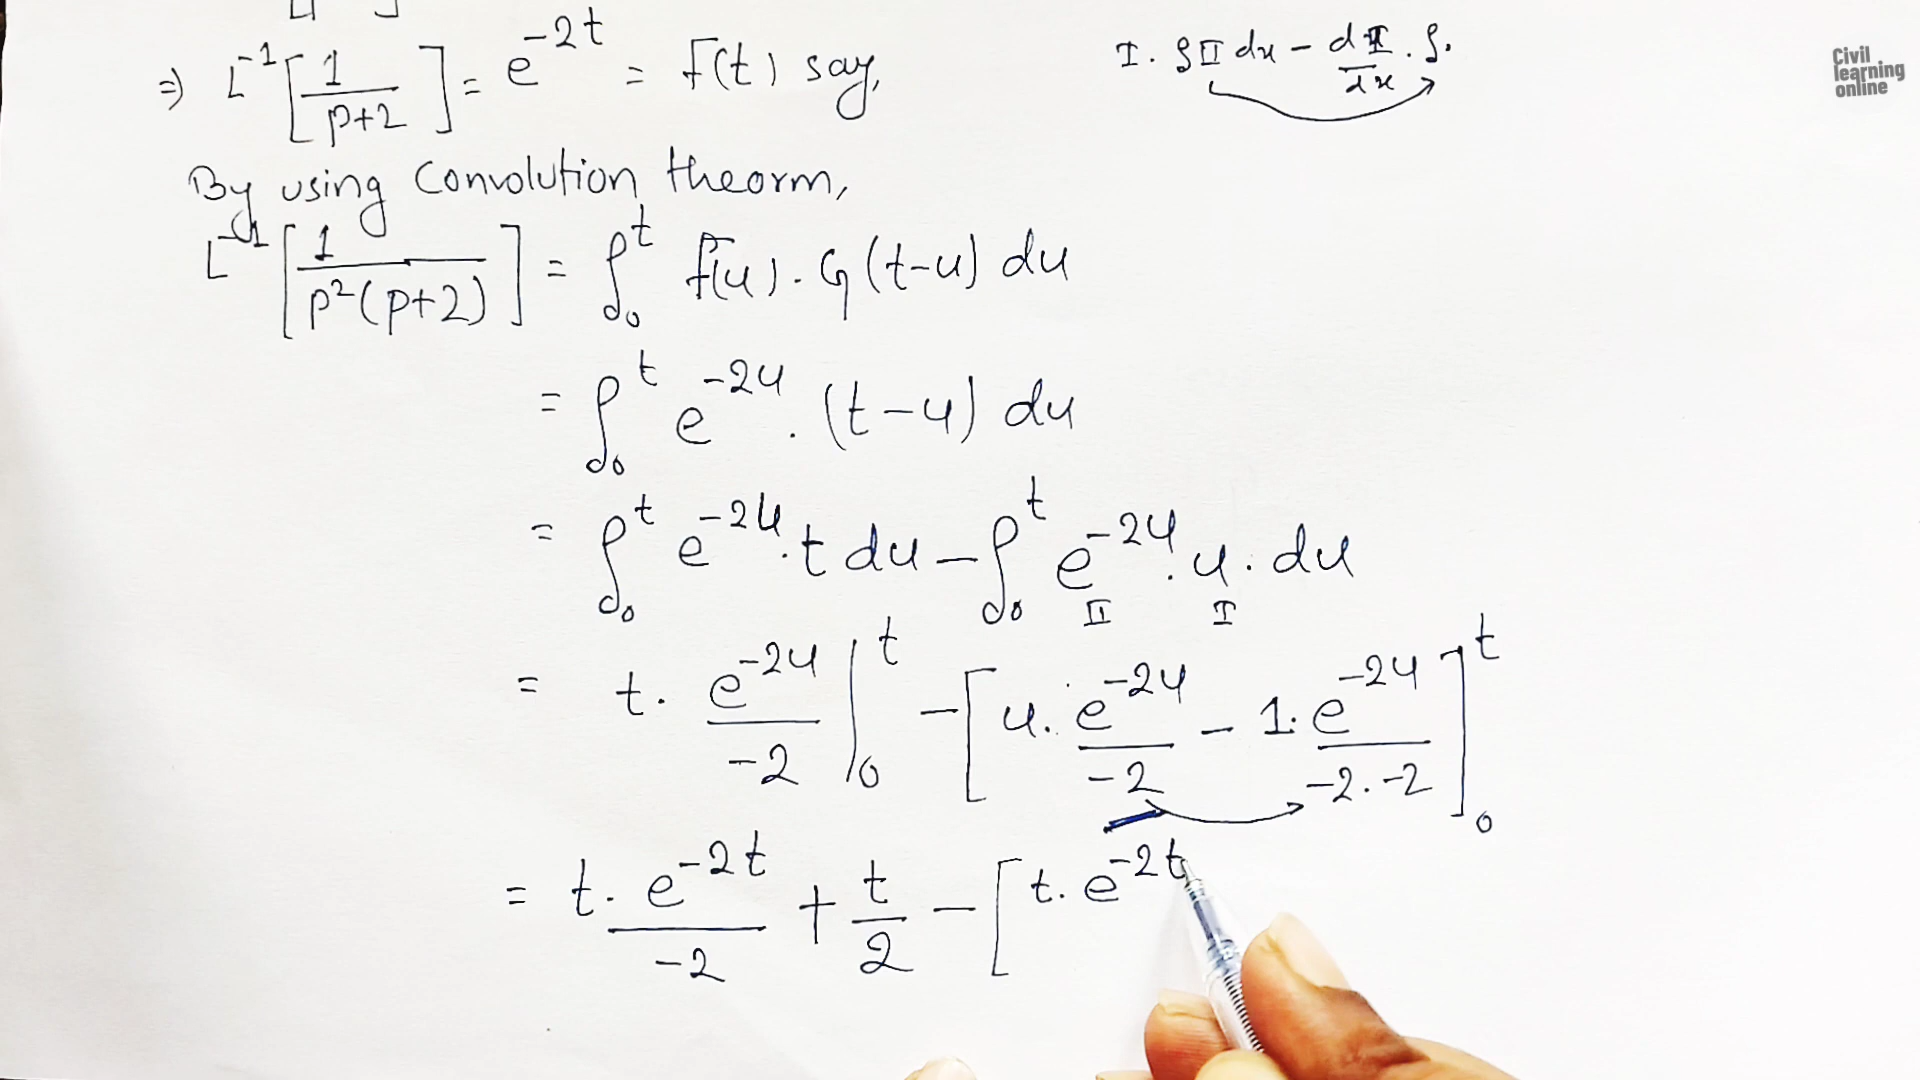 ⇒ L⁻¹[1/(p+2)] = e^(-2t) = F(t) say,
I. ∫II dx − dI/dx . ∫.
Civil
learning
online
By using Convolution theorm,
L⁻¹[1/(p²(p+2))] = ∫₀ᵗ F(u) . G(t-u) du
= ∫₀ᵗ e^(-2u) . (t-u) du
= ∫₀ᵗ e^(-2u) . t du − ∫₀ᵗ e^(-2u) . u . du
II I
= t. e^(-2u)/-2 |₀ᵗ − [u. e^(-2u)/-2 − 1. e^(-2u)/(-2.-2)]₀ᵗ
= t. e^(-2t)/-2 + t/2 − [t. e^(-2t)